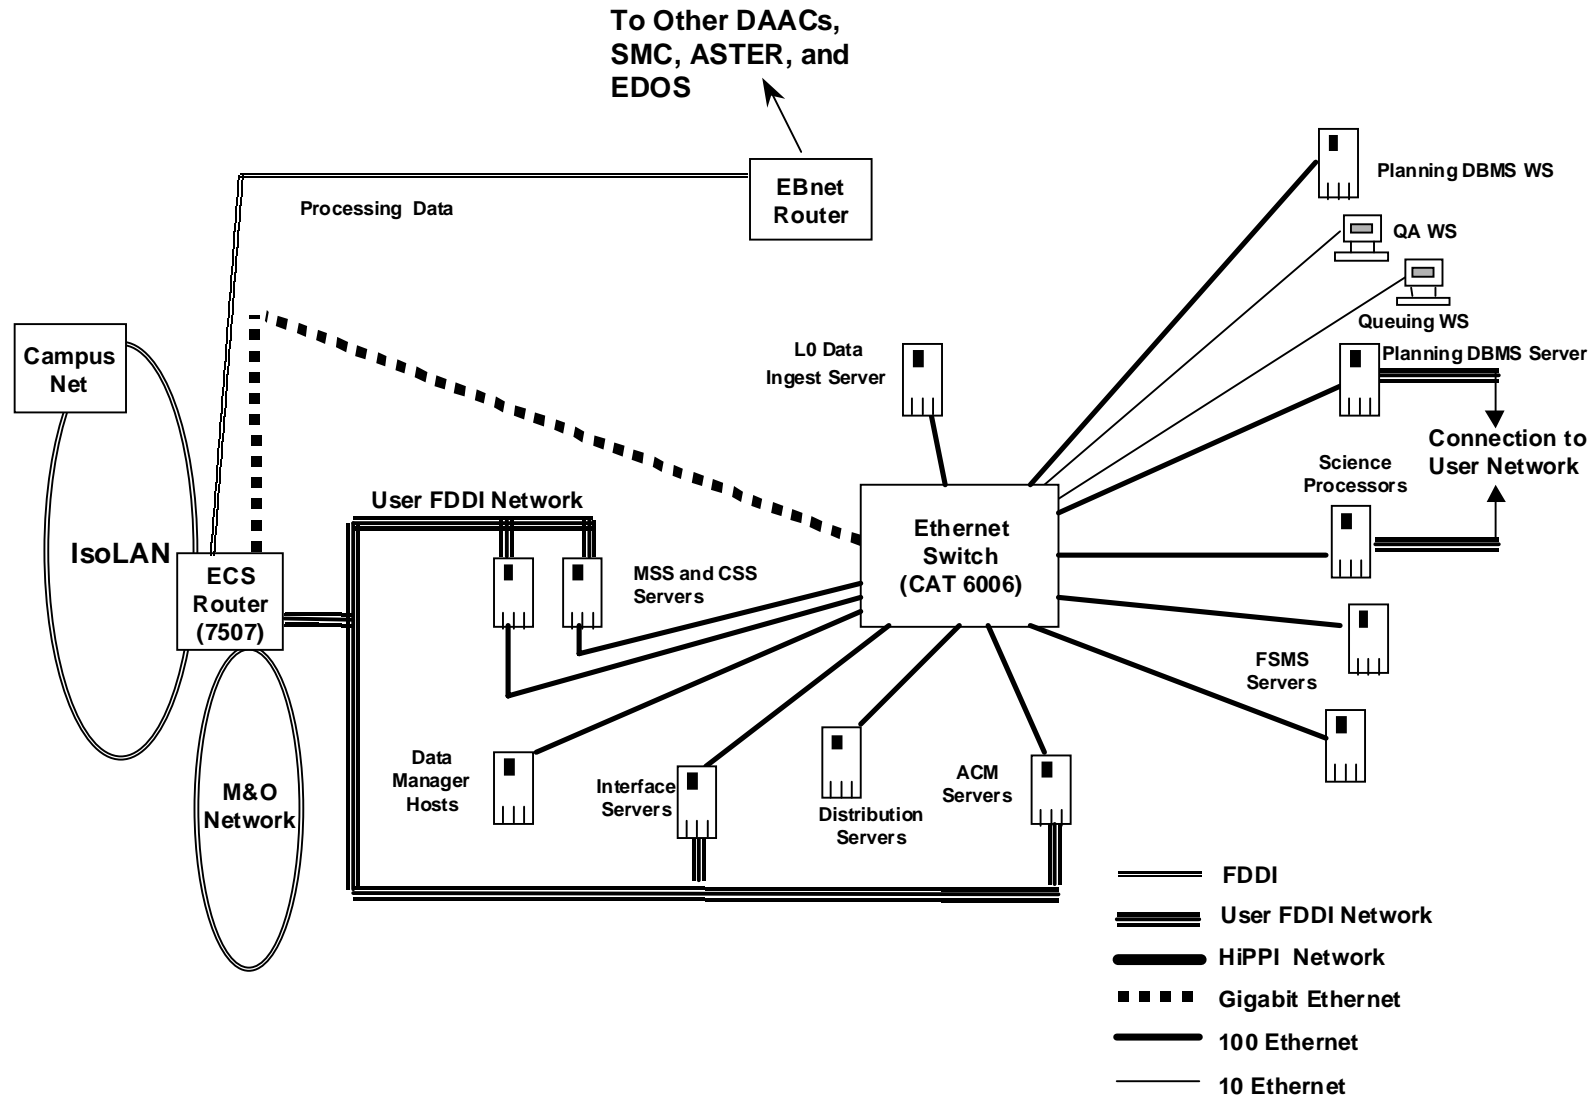 To Other DAACs,
SMC, ASTER, and
EDOS
EBnet
Router
Processing Data
Planning DBMS WS
QA WS
Queuing WS
Planning DBMS Server
Connection to
User Network
Campus
Net
L0 Data
Ingest Server
Science
Processors
User FDDI Network
Ethernet
Switch
(CAT 6006)
IsoLAN
ECS
Router
(7507)
MSS and CSS
Servers
FSMS
Servers
M&O
Network
Data
Manager
Hosts
Interface
Servers
Distribution
Servers
ACM
Servers
FDDI
User FDDI Network
HiPPI Network
Gigabit Ethernet
100 Ethernet
10 Ethernet